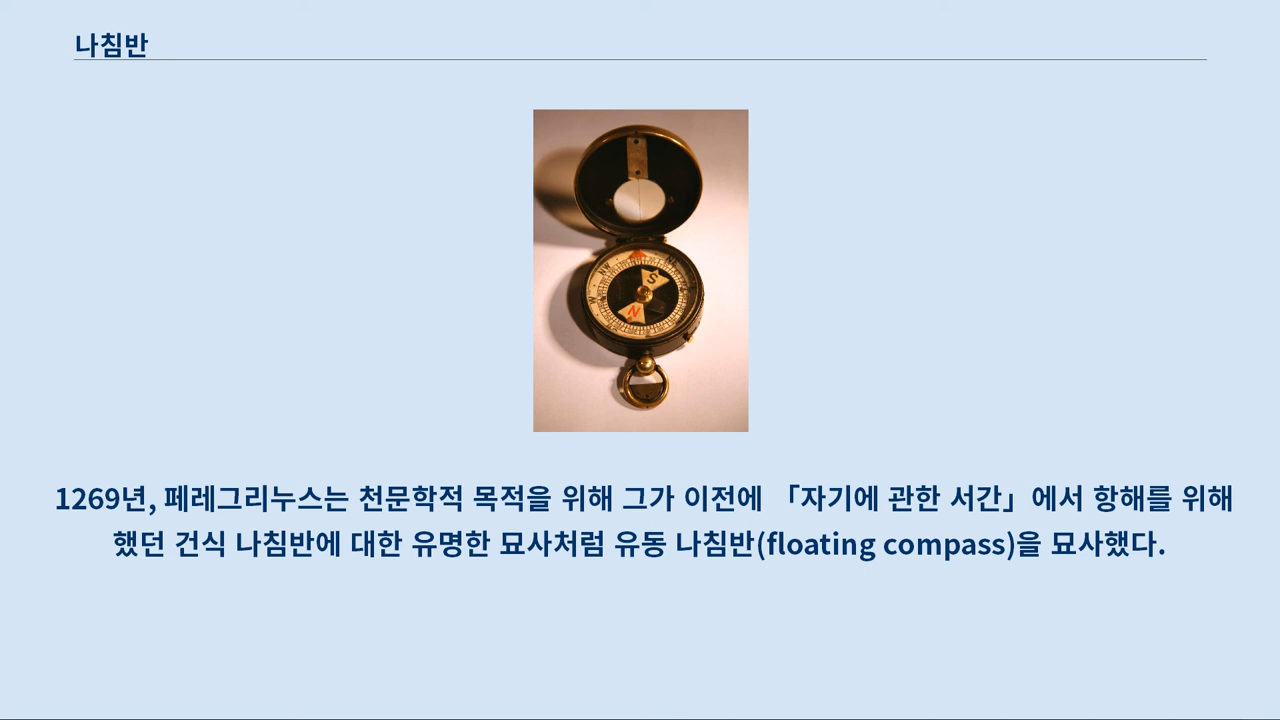 나침반
NW
N
W
S
N
1269년, 페레그리누스는 천문학적 목적을 위해 그가 이전에 「자기에 관한 서간」에서 항해를 위해
했던 건식 나침반에 대한 유명한 묘사처럼 유동 나침반(floating compass)을 묘사했다.